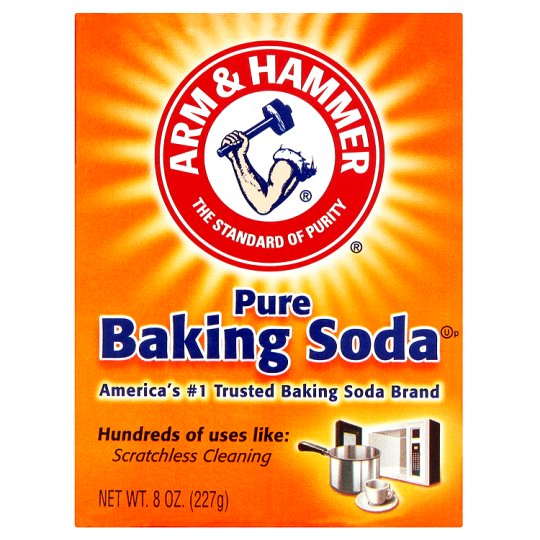 ARM & HAMMER
THE STANDARD OF PURITY
®
®
Pure
Baking Soda Ⓤp
America's #1 Trusted Baking Soda Brand
Hundreds of uses like:
Scratchless Cleaning
NET WT. 8 OZ. (227g)